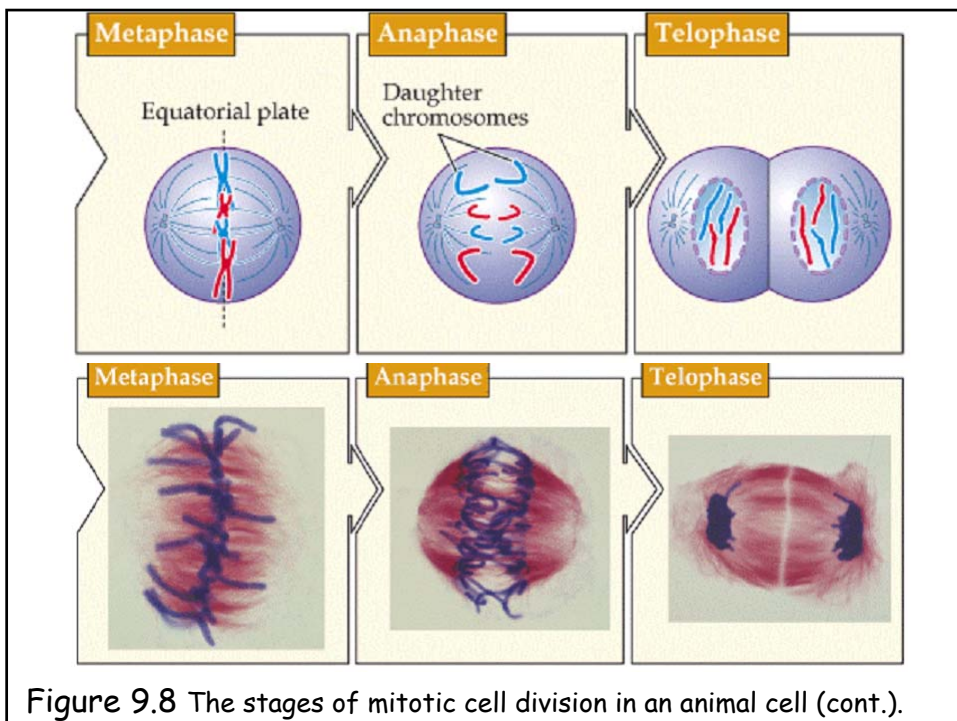 Metaphase
Anaphase
Telophase
Equatorial plate
Daughter
chromosomes
Metaphase
Anaphase
Telophase
Figure 9.8 The stages of mitotic cell division in an animal cell (cont.).